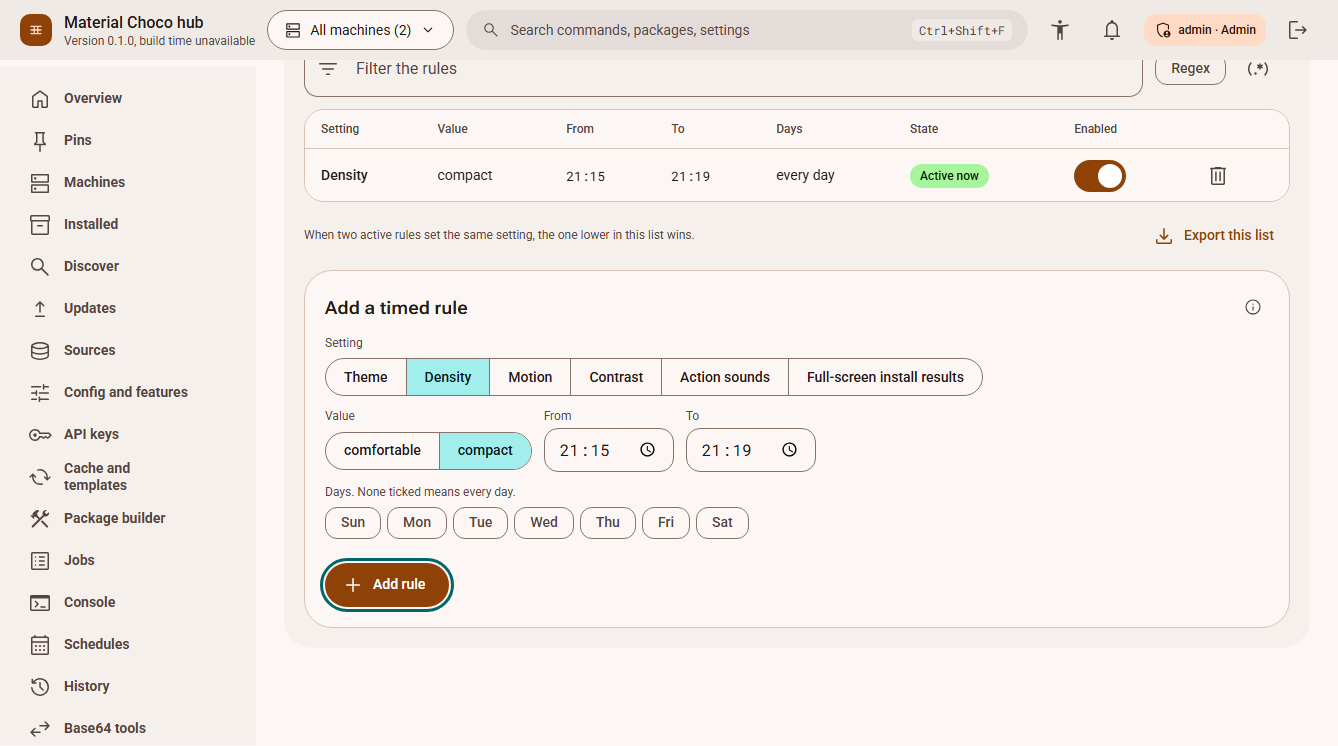 Material Choco hub
Version 0.1.0, build time unavailable
All machines (2)
Search commands, packages, settings
Ctrl+Shift+F
admin · Admin
Overview
Pins
Machines
Installed
Discover
Updates
Sources
Config and features
API keys
Cache and
templates
Package builder
Jobs
Console
Schedules
History
Base64 tools
Filter the rules
Regex
(.*)
Setting Value From To Days State Enabled
Density compact 21:15 21:19 every day Active now
When two active rules set the same setting, the one lower in this list wins.
Export this list
Add a timed rule
Setting
Theme Density Motion Contrast Action sounds Full-screen install results
Value From To
comfortable compact 21:15 21:19
Days. None ticked means every day.
Sun Mon Tue Wed Thu Fri Sat
Add rule